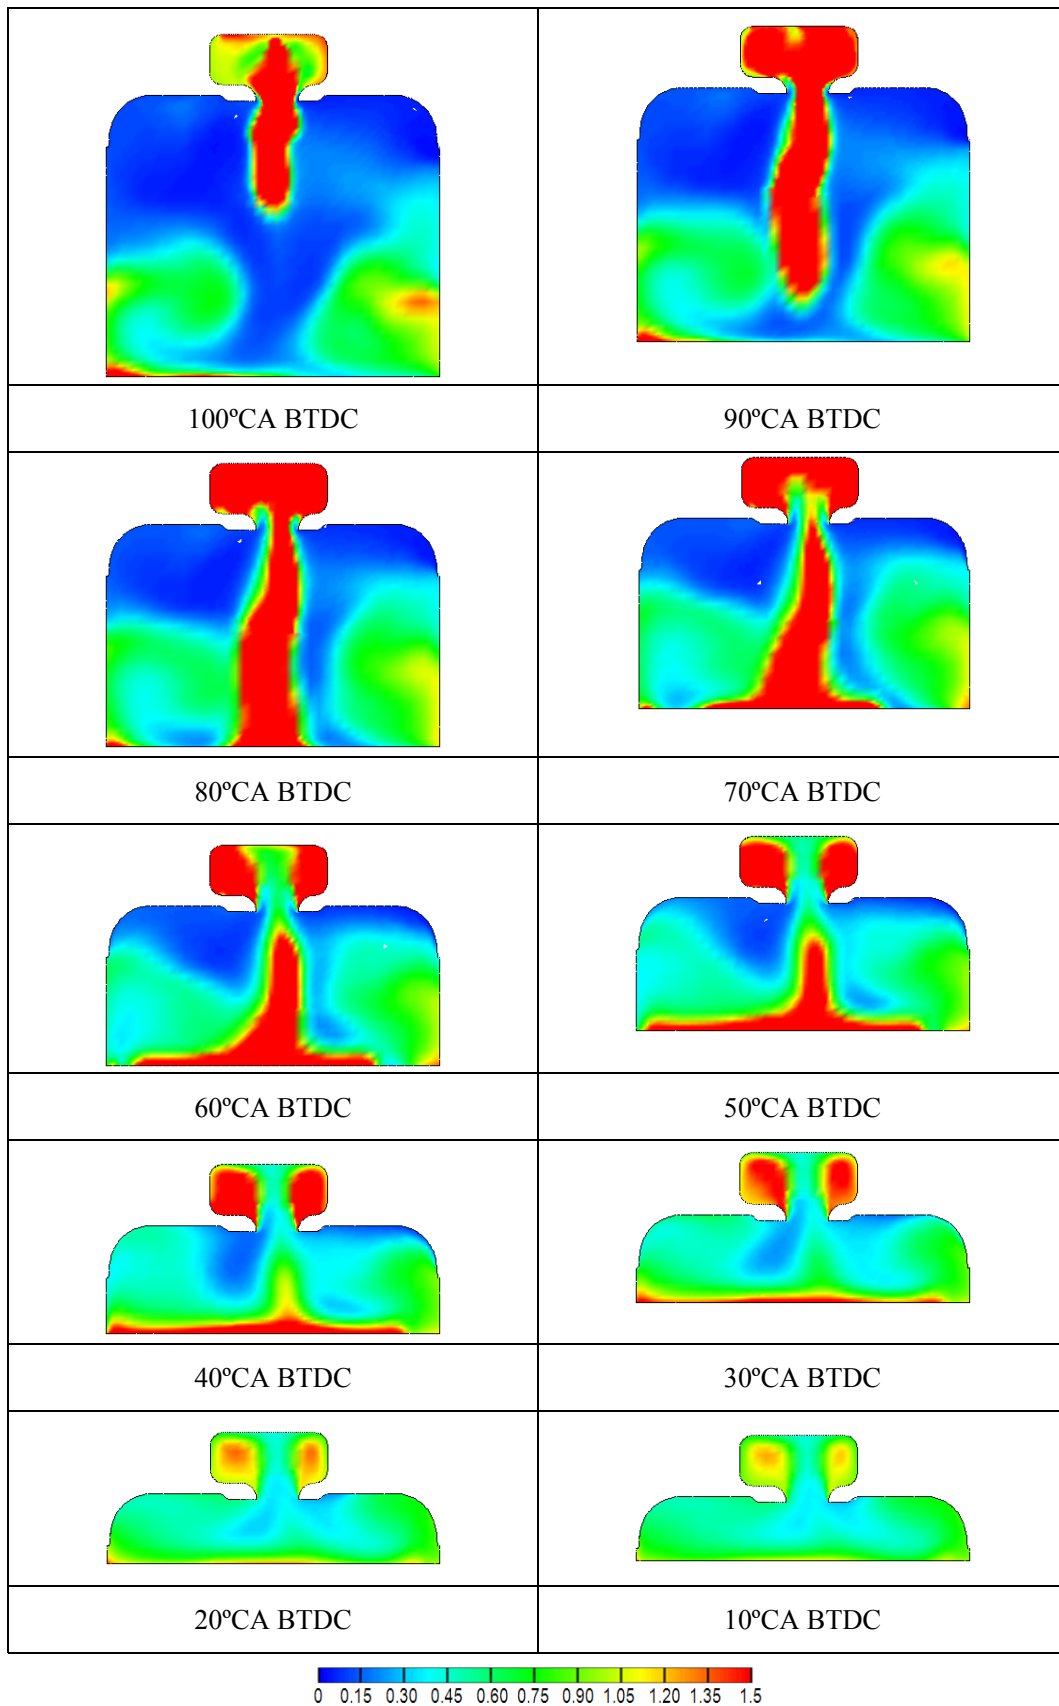 100ºCA BTDC
90ºCA BTDC
80ºCA BTDC
70ºCA BTDC
60ºCA BTDC
50ºCA BTDC
40ºCA BTDC
30ºCA BTDC
20ºCA BTDC
10ºCA BTDC
0 0.15 0.30 0.45 0.60 0.75 0.90 1.05 1.20 1.35 1.5